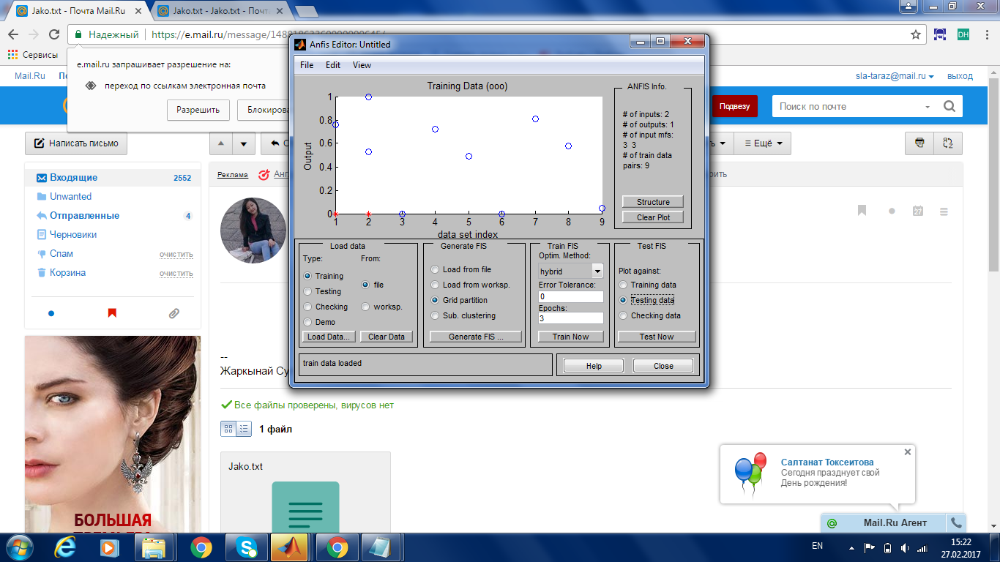 Jako.txt - Почта Mail.Ru
Jako.txt - Jako.txt - Почта
Надежный
https://e.mail.ru/message/
Сервисы
e.mail.ru запрашивает разрешение на:
переход по ссылкам электронная почта
Разрешить
Блокирова
Mail.Ru
sla-taraz@mail.ru
выход
Подвезу
Поиск по почте
Написать письмо
Ещё
Входящие 2552
Unwanted
Отправленные 4
Черновики
Спам очистить
Корзина очистить
Реклама
27
Anfis Editor: Untitled
File Edit View
Training Data (ooo)
1
0.8
0.6
0.4
0.2
0
Output
1 2 3 4 5 6 7 8 9
data set index
ANFIS Info.
# of inputs: 2
# of outputs: 1
# of input mfs:
3 3
# of train data
pairs: 9
Structure
Clear Plot
Load data
Type: From:
Training
Testing
Checking
Demo
file
worksp.
Load Data...
Clear Data
Generate FIS
Load from file
Load from worksp.
Grid partition
Sub. clustering
Generate FIS ...
Train FIS
Optim. Method:
hybrid
Error Tolerance:
0
Epochs:
3
Train Now
Test FIS
Plot against:
Training data
Testing data
Checking data
Test Now
train data loaded
Help
Close
--
Жаркынай Су
Все файлы проверены, вирусов нет
1 файл
Jako.txt
БОЛЬШАЯ
Салтанат Токсеитова
Сегодня празднует свой
День рождения!
Mail.Ru Агент
DH
EN
15:22
27.02.2017